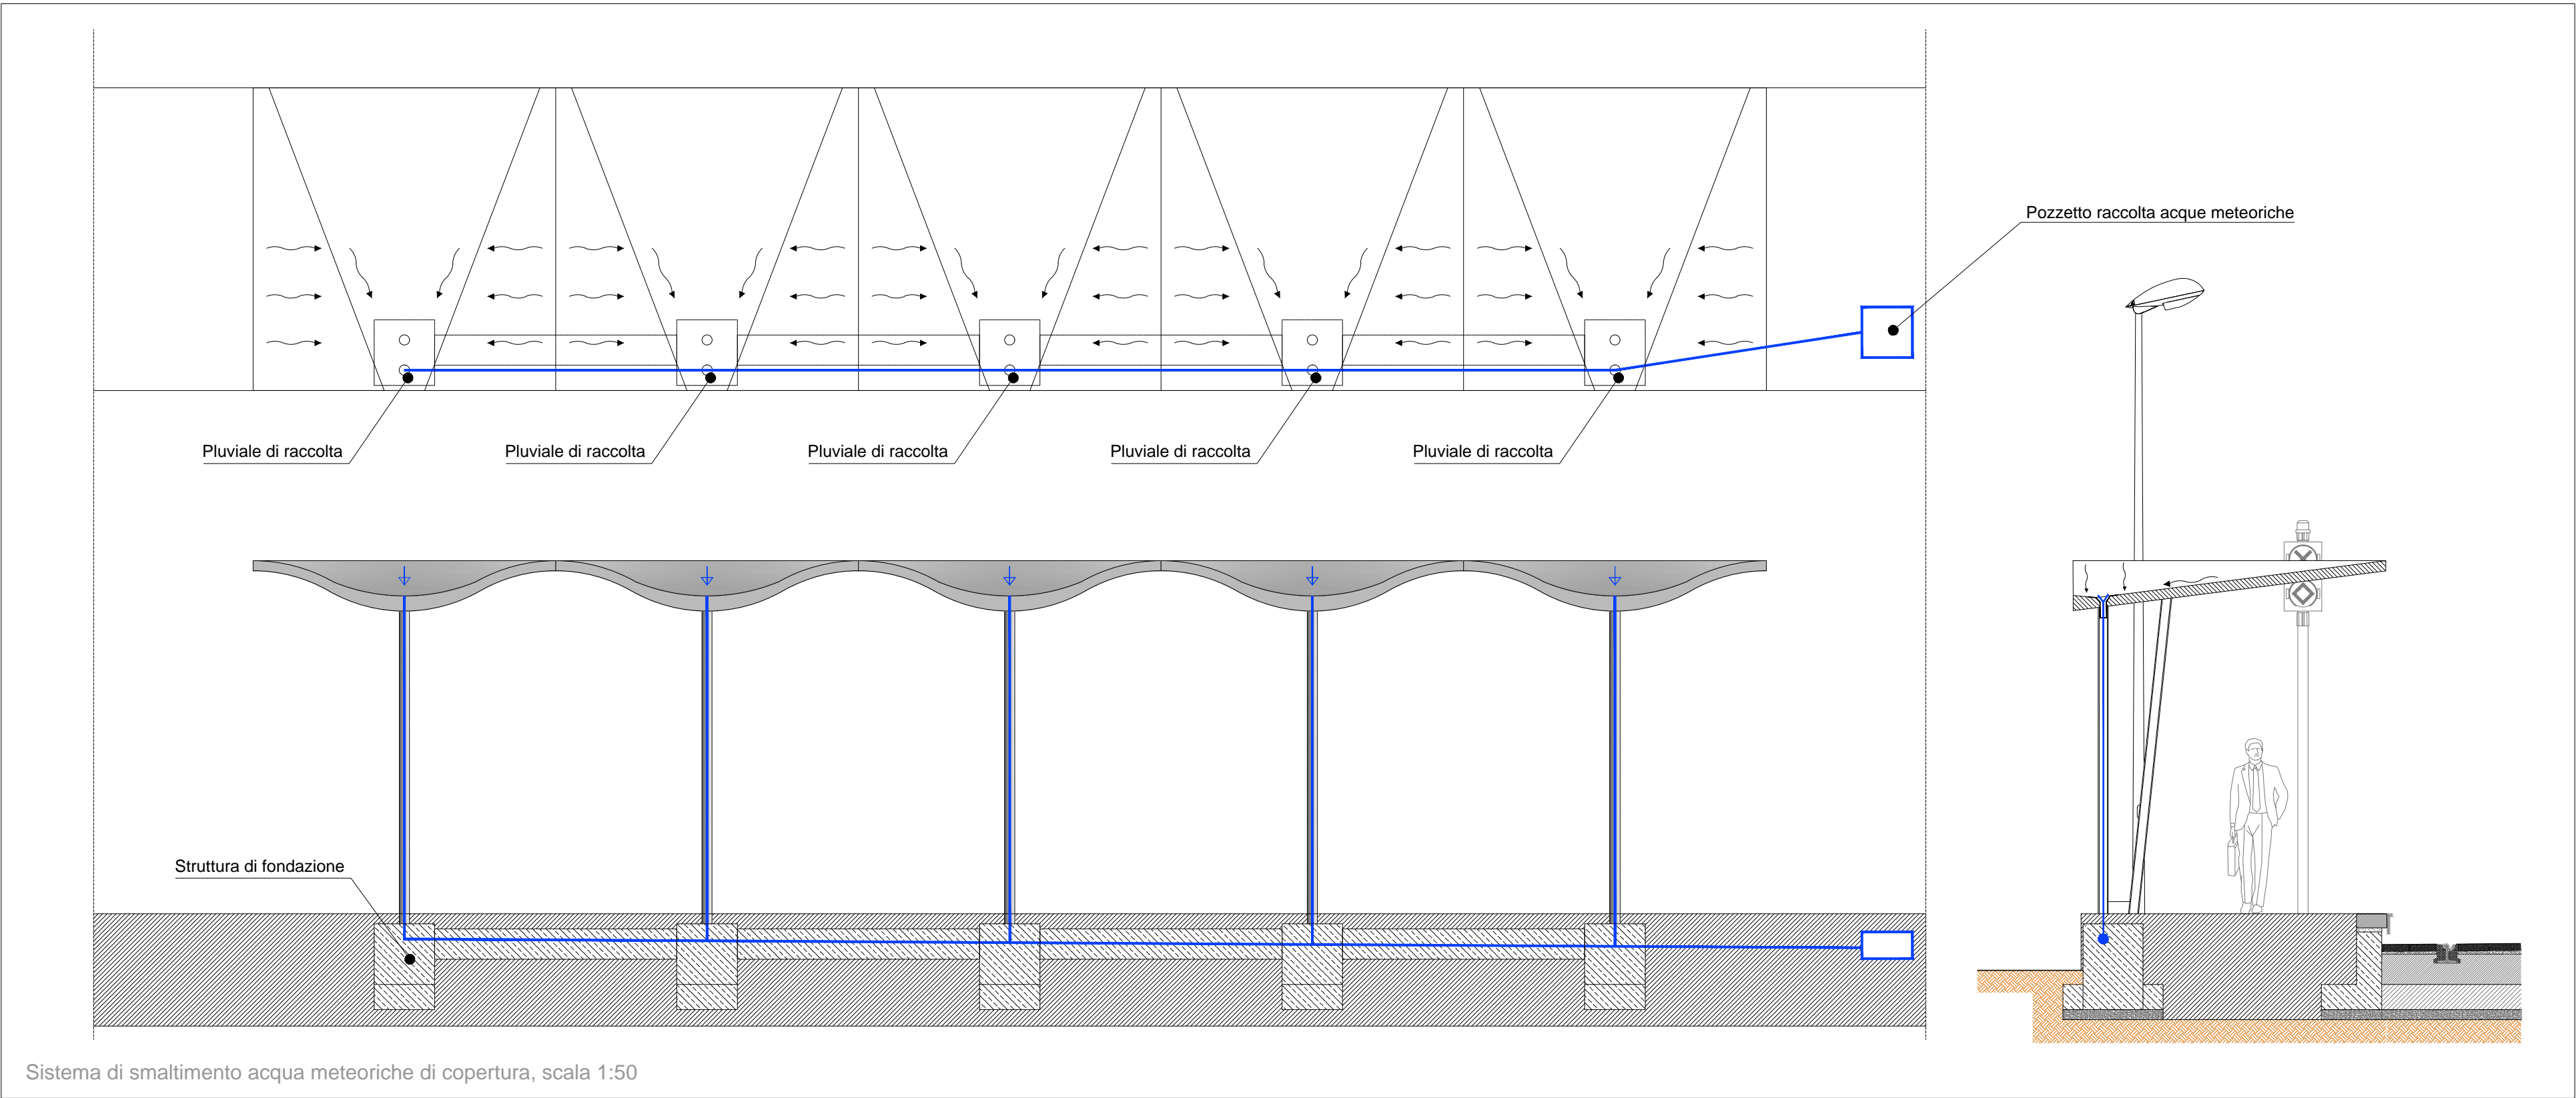 Pozzetto raccolta acque meteoriche
Pluviale di raccolta
Pluviale di raccolta
Pluviale di raccolta
Pluviale di raccolta
Pluviale di raccolta
Struttura di fondazione
Sistema di smaltimento acqua meteoriche di copertura, scala 1:50